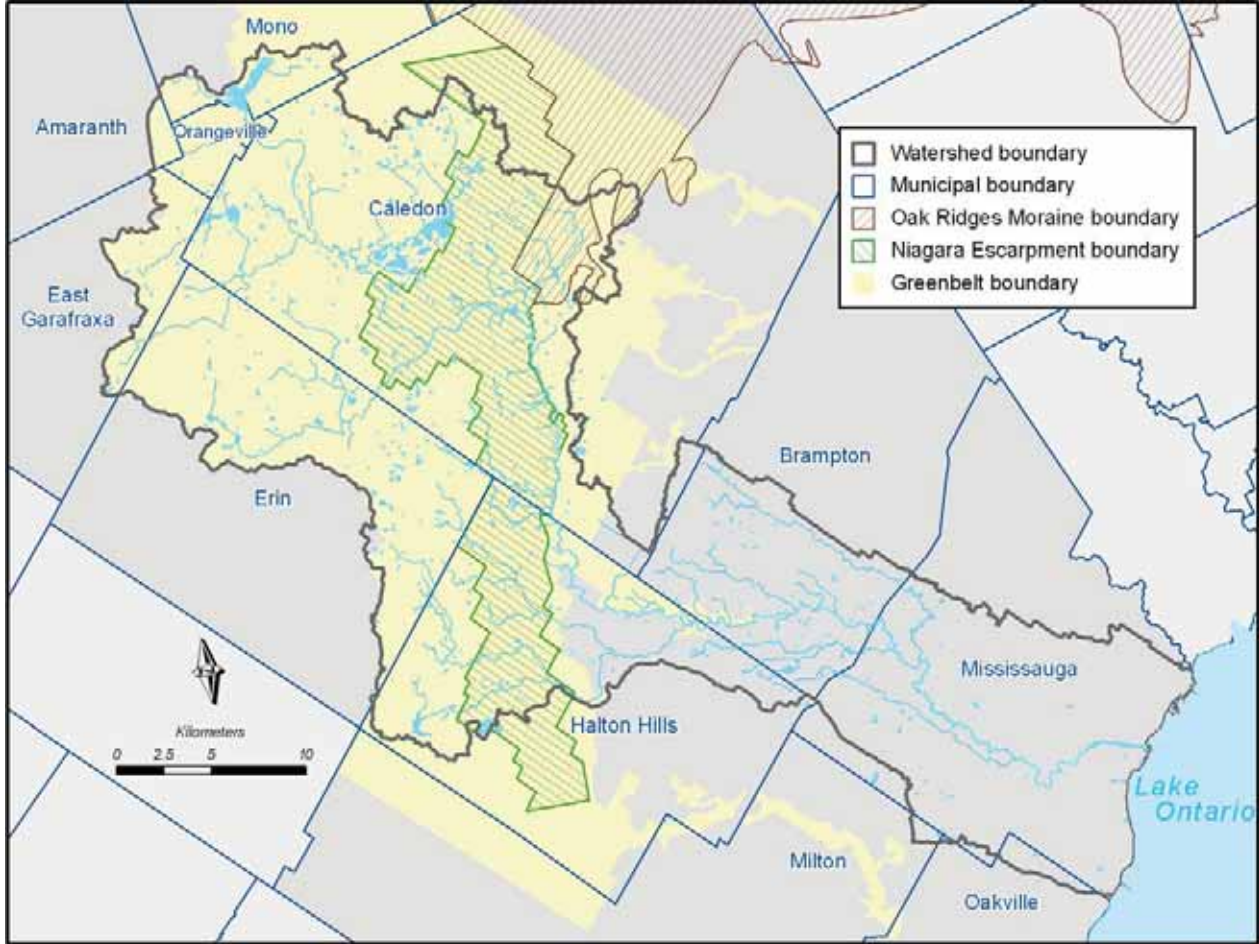 Mono
Amaranth
Orangeville
Caledon
East
Garafraxa
Erin
Brampton
Mississauga
Halton Hills
Milton
Oakville
Lake
Ontario
Watershed boundary
Municipal boundary
Oak Ridges Moraine boundary
Niagara Escarpment boundary
Greenbelt boundary
Kilometers
0 2.5 5 10